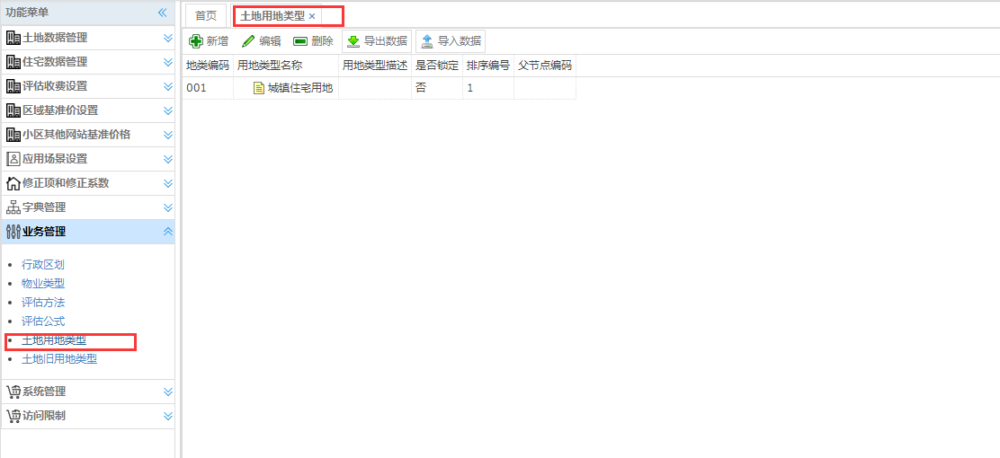 功能菜单
土地数据管理
住宅数据管理
评估收费设置
区域基准价设置
小区其他网站基准价格
应用场景设置
修正项和修正系数
字典管理
业务管理
行政区划
物业类型
评估方法
评估公式
土地用地类型
土地旧用地类型
系统管理
访问限制
首页 土地用地类型
新增 编辑 删除 导出数据 导入数据
地类编码 用地类型名称 用地类型描述 是否锁定 排序编号 父节点编码
001 城镇住宅用地 否 1